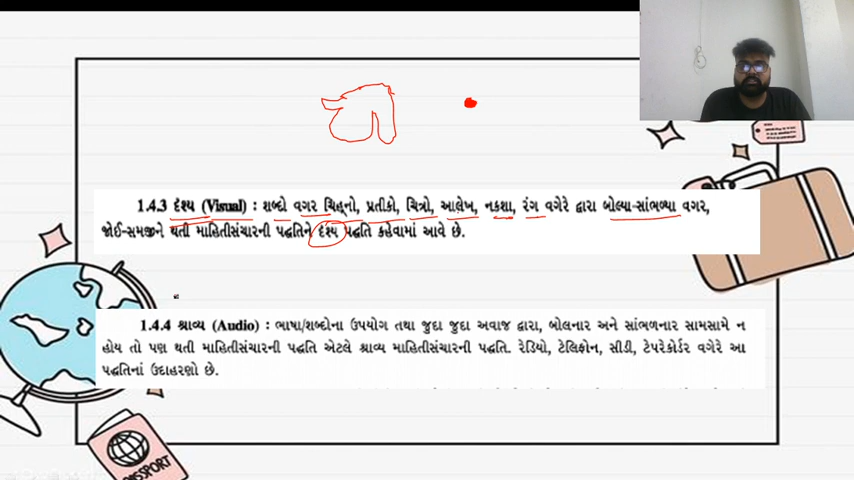 1.4.3 દૃશ્ય (Visual) : શબ્દો વગર ચિહ્નો, પ્રતીકો, ચિત્રો, આલેખ, નકશા, રંગ વગેરે દ્વારા બોલ્યા-સાંભળ્યા વગર,
જોઈ-સમજીને થતી માહિતીસંચારની પદ્ધતિને દૃશ્ય પદ્ધતિ કહેવામાં આવે છે.
1.4.4 શ્રાવ્ય (Audio) : ભાષા/શબ્દોના ઉપયોગ તથા જુદા જુદા અવાજ દ્વારા, બોલનાર અને સાંભળનાર સામસામે ન
હોય તો પણ થતી માહિતીસંચારની પદ્ધતિ એટલે શ્રાવ્ય માહિતીસંચારની પદ્ધતિ. રેડિયો, ટેલિફોન, સીડી, ટેપરેકોર્ડર વગેરે આ
પદ્ધતિનાં ઉદાહરણો છે.
PASSPORT